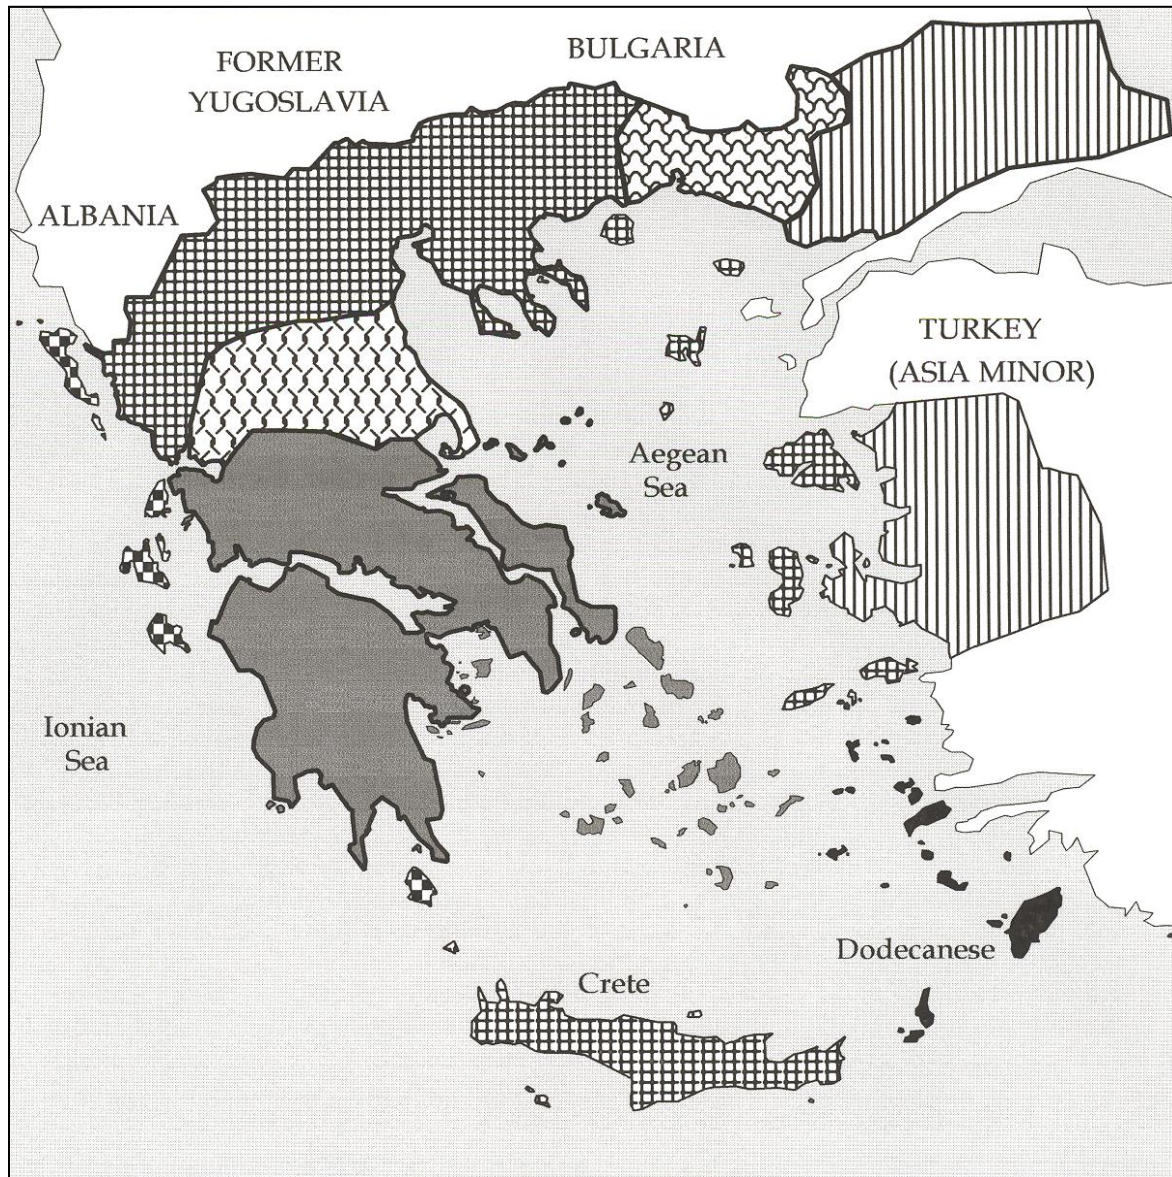 FORMER
YUGOSLAVIA
BULGARIA
ALBANIA
TURKEY
(ASIA MINOR)
Aegean
Sea
Ionian
Sea
Dodecanese
Crete